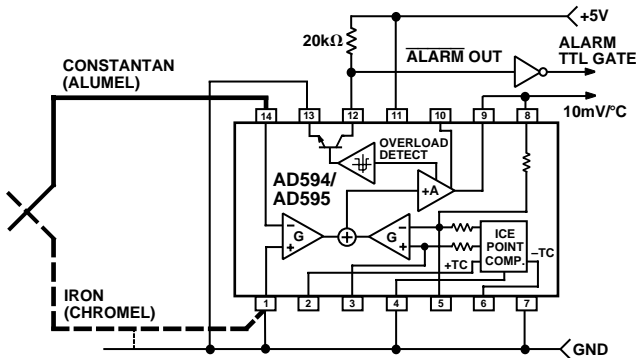 +5V
20kΩ
CONSTANTAN
(ALUMEL)
ALARM OUT
ALARM
TTL GATE
10mV/°C
14
13
12
11
10
9
8
OVERLOAD
DETECT
AD594/
AD595
+A
–
+
G
+
G
–
+
ICE
POINT
COMP.
+TC
–TC
IRON
(CHROMEL)
1
2
3
4
5
6
7
GND